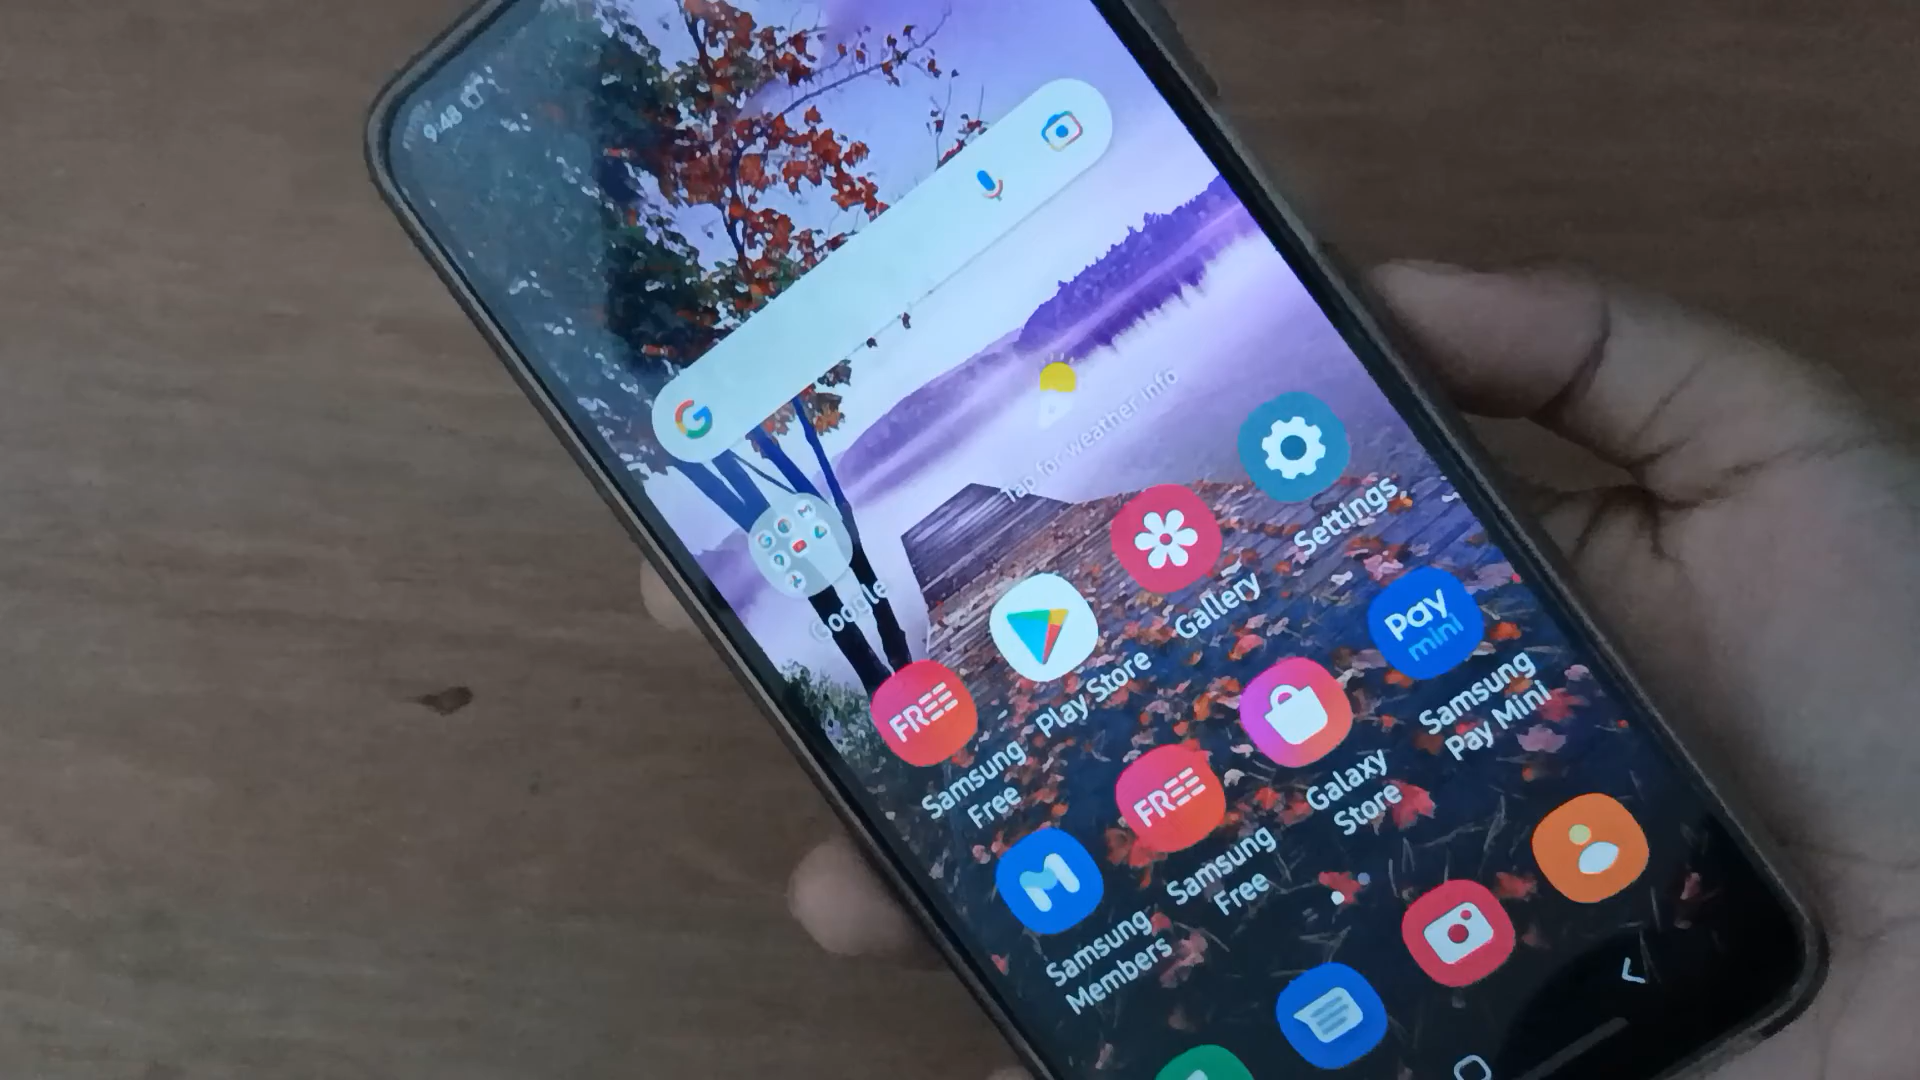 9:48
G
Tap for weather info
Google
Play Store
Gallery
Settings
FREE
Samsung
Free
FREE
Samsung
Free
Galaxy
Store
Pay
mini
Samsung
Pay Mini
Samsung
Members